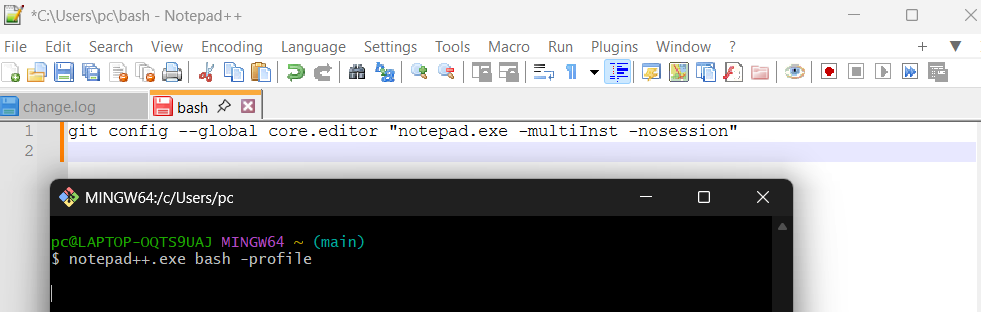 *C:\Users\pc\bash - Notepad++
File Edit Search View Encoding Language Settings Tools Macro Run Plugins Window ?
change.log bash
1 git config --global core.editor "notepad.exe -multiInst -nosession"
2
MINGW64:/c/Users/pc
pc@LAPTOP-OQTS9UAJ MINGW64 ~ (main)
$ notepad++.exe bash -profile